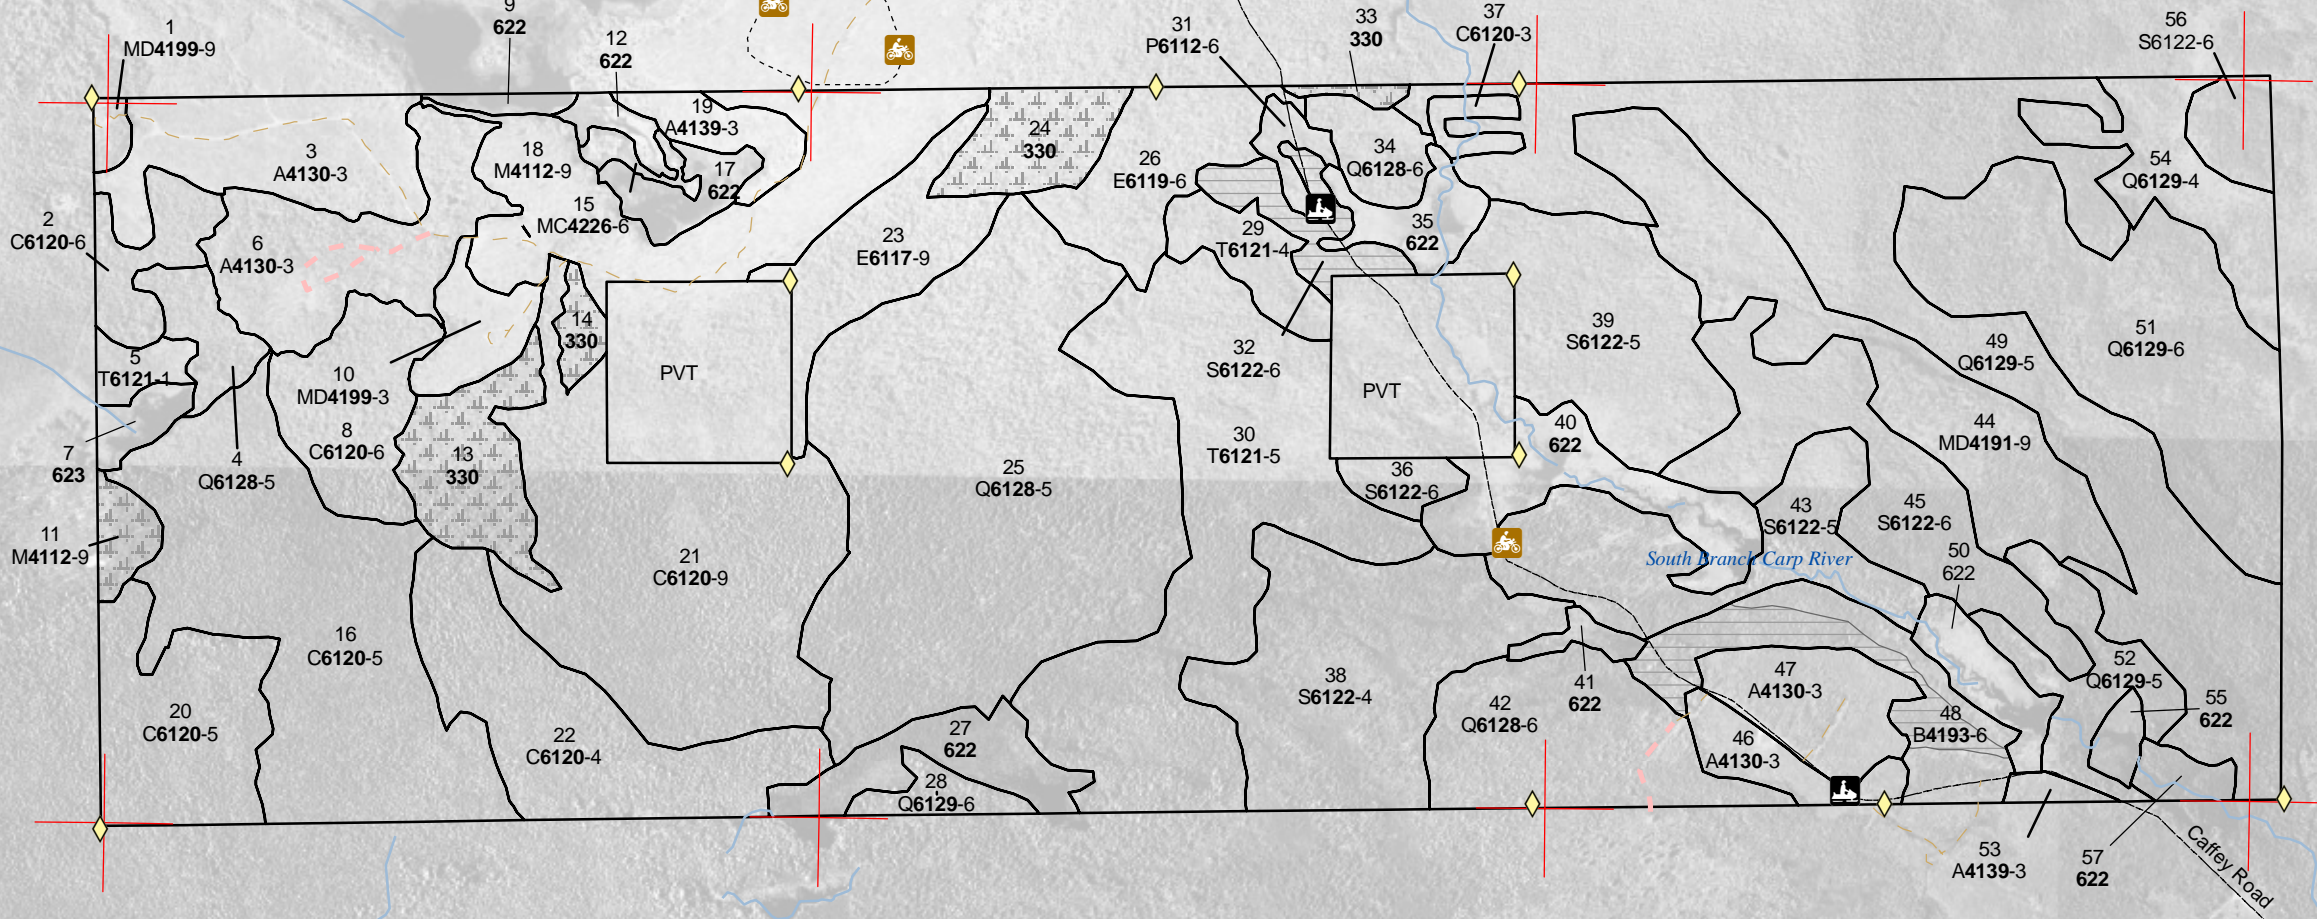 1
MD4199-9
9
622
12
622
31
P6112-6
33
330
37
C6120-3
56
S6122-6
19
A4139-3
3
A4130-3
18
M4112-9
17
622
24
330
26
E6119-6
34
Q6128-6
54
Q6129-4
2
C6120-6
6
A4130-3
15
MC4226-6
23
E6117-9
29
T6121-4
35
622
14
330
5
T6121-1
10
MD4199-3
PVT
32
S6122-6
PVT
39
S6122-5
49
Q6129-5
51
Q6129-6
7
623
4
Q6128-5
8
C6120-6
13
330
25
Q6128-5
30
T6121-5
36
S6122-6
40
622
44
MD4191-9
11
M4112-9
21
C6120-9
43
S6122-5
45
S6122-6
South Branch Carp River
50
622
16
C6120-5
20
C6120-5
22
C6120-4
27
622
28
Q6129-6
38
S6122-4
42
Q6128-6
41
622
47
A4130-3
46
A4130-3
48
B4193-6
52
Q6129-5
55
622
53
A4139-3
57
622
Caffey Road